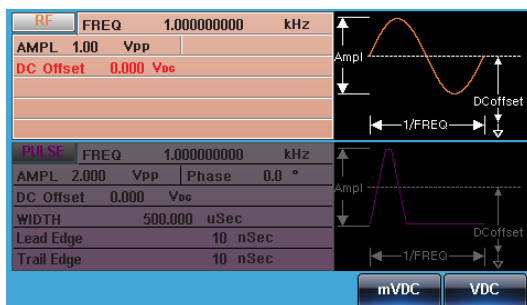 RF FREQ 1.000000000 kHz
AMPL 1.00 Vpp
DC Offset 0.000 VDC
Ampl
DCoffset
1/FREQ
PULSE FREQ 1.000000000 kHz
AMPL 2.000 Vpp Phase 0.0 °
DC Offset 0.000 VDC
WIDTH 500.000 uSec
Lead Edge 10 nSec
Trail Edge 10 nSec
Ampl
DCoffset
1/FREQ
mVDC VDC